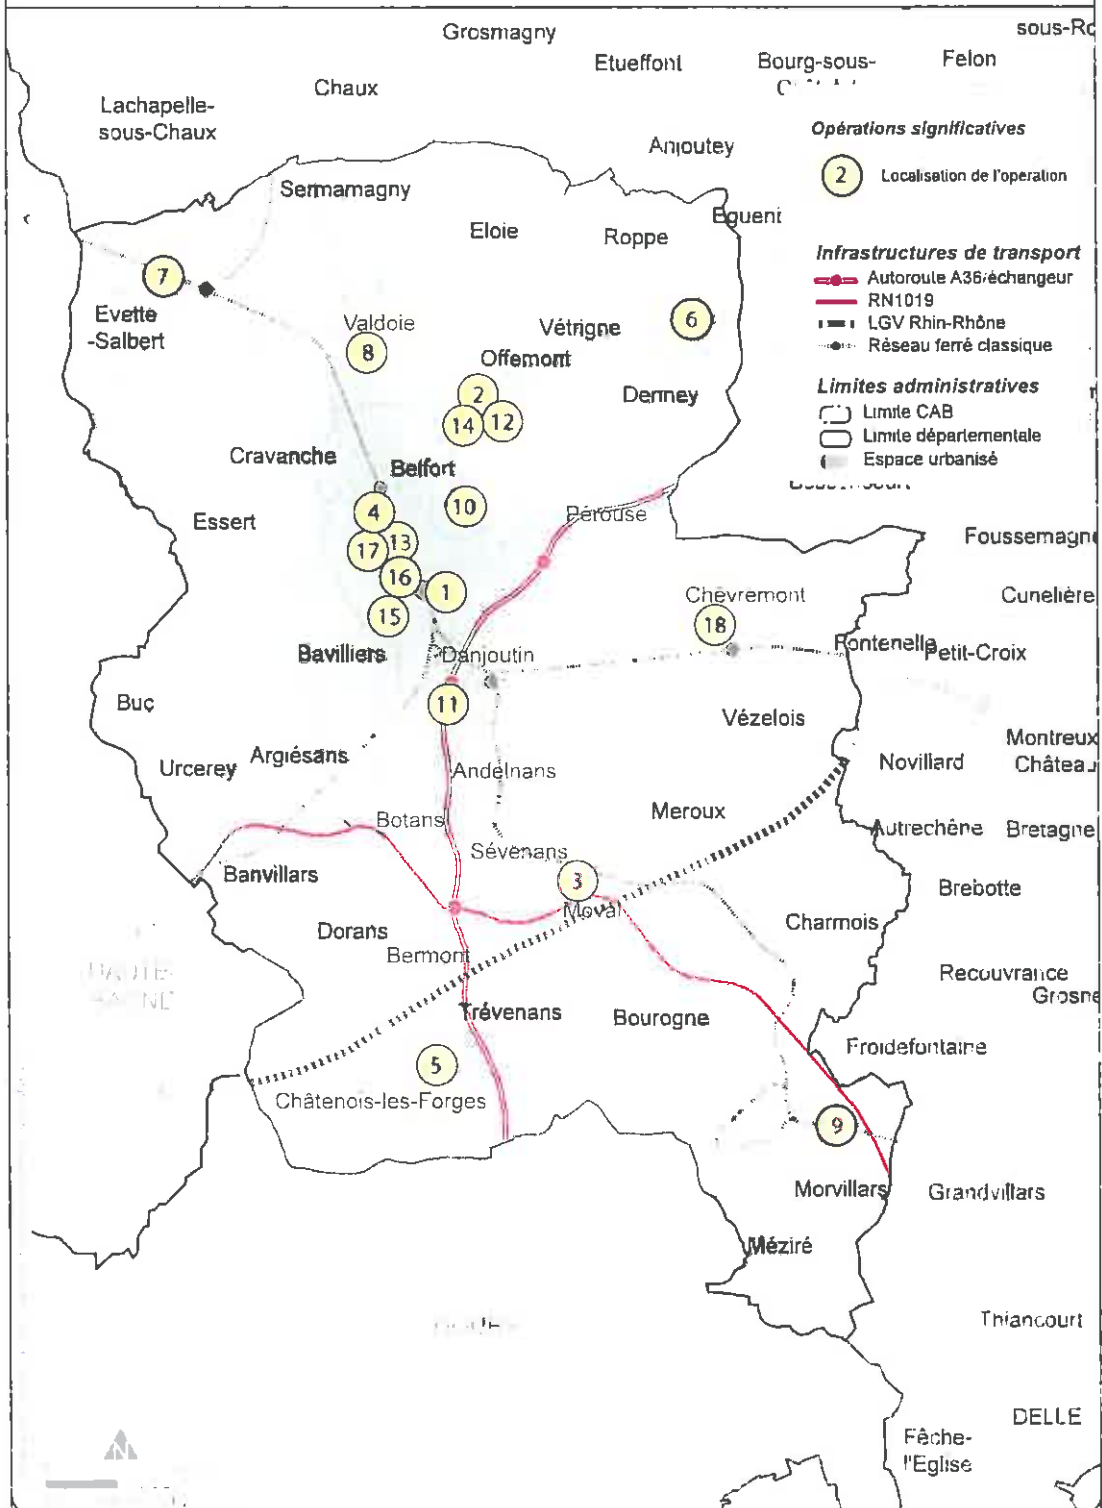 Grosmagny
sous-Ro
Etueffont
Bourg-sous-
Felon
Chaux
Lachapelle-
sous-Chaux
Anjoutey
Opérations significatives
2 Localisation de l'operation
Sermamagny
Eloie
Roppe
Egueni
Infrastructures de transport
Autoroute A36/échangeur
RN1019
LGV Rhin-Rhône
Réseau ferré classique
Limites administratives
Limite CAB
Limite départementale
Espace urbanisé
7
Evette
-Salbert
Valdoie
8
Vétrigne
6
Offemont
2
14
12
Denney
Cravanche
Belfort
4
10
Essert
Pérouse
17
13
16
1
15
Foussemagne
Chèvremont
18
Cunelière
Bavilliers
Danjoutin
Fontenelle
Petit-Croix
Buc
11
Vézelois
Urcerey
Argiésans
Andelnans
Novillard
Montreux
Château
Botans
Meroux
Autrechêne
Bretagne
Sévenans
Banvillars
3
Moval
Brebotte
Dorans
Charmois
Bermont
Recouvrance
Grosne
HAUTE-
Trévenans
Bourogne
Froidefontaine
5
Châtenois-les-Forges
9
Morvillars
Grandvillars
Méziré
Thiancourt
DELLE
Fêche-
l'Eglise
N